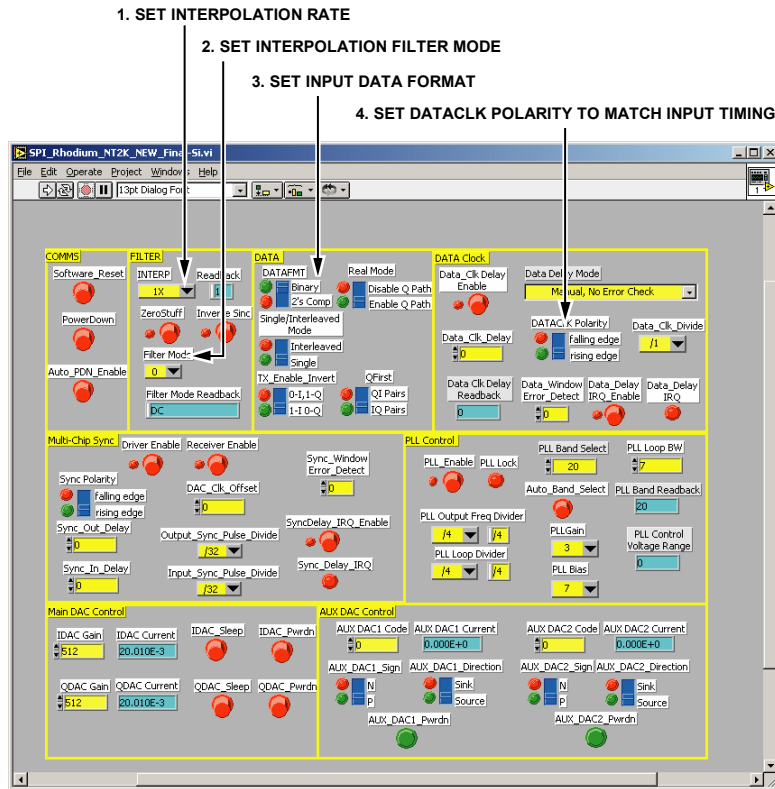 1. SET INTERPOLATION RATE
2. SET INTERPOLATION FILTER MODE
3. SET INPUT DATA FORMAT
4. SET DATACLK POLARITY TO MATCH INPUT TIMING
SPI_Rhodium_NT2K_NEW_Final-Si.vi
File Edit Operate Project Windows Help
13pt Dialog Font
1
COMMS
Software_Reset
PowerDown
Auto_PDN_Enable
FILTER
INTERP
Readback
1X
ZeroStuff
Inverse Sinc
Filter Mode
0
Filter Mode Readback
DC
DATA
DATAFMT
Binary
2's Comp
Real Mode
Disable Q Path
Enable Q Path
Single/Interleaved
Mode
Interleaved
Single
TX_Enable_Invert
0-I,1-Q
1-I 0-Q
QFirst
QI Pairs
IQ Pairs
DATA Clock
Data_Clk Delay
Enable
Data Delay Mode
Manual, No Error Check
DATACLK Polarity
falling edge
rising edge
Data_Clk_Divide
/1
Data_Clk_Delay
0
Data Clk Delay
Readback
0
Data_Window
Error_Detect
0
Data_Delay
IRQ_Enable
Data_Delay
IRQ
Multi-Chip Sync
Driver Enable
Receiver Enable
Sync Polarity
falling edge
rising edge
DAC_Clk_Offset
0
Sync_Window
Error_Detect
0
Sync_Out_Delay
0
Output_Sync_Pulse_Divide
/32
SyncDelay_IRQ_Enable
Sync_In_Delay
0
Input_Sync_Pulse_Divide
/32
Sync_Delay_IRQ
PLL Control
PLL_Enable
PLL Lock
PLL Band Select
20
PLL Loop BW
7
Auto_Band_Select
PLL Band Readback
20
PLL Output Freq Divider
/4
/4
PLL Loop Divider
/4
/4
PLLGain
3
PLL Bias
7
PLL Control
Voltage Range
0
Main DAC Control
IDAC Gain
512
IDAC Current
20.010E-3
IDAC_Sleep
IDAC_Pwrdn
QDAC Gain
512
QDAC Current
20.010E-3
QDAC_Sleep
QDAC_Pwrdn
AUX DAC Control
AUX DAC1 Code
0
AUX DAC1 Current
0.000E+0
AUX_DAC1_Sign
N
P
AUX_DAC1_Direction
Sink
Source
AUX_DAC1_Pwrdn
AUX DAC2 Code
0
AUX DAC2 Current
0.000E+0
AUX_DAC2_Sign
N
P
AUX_DAC2_Direction
Sink
Source
AUX_DAC2_Pwrdn